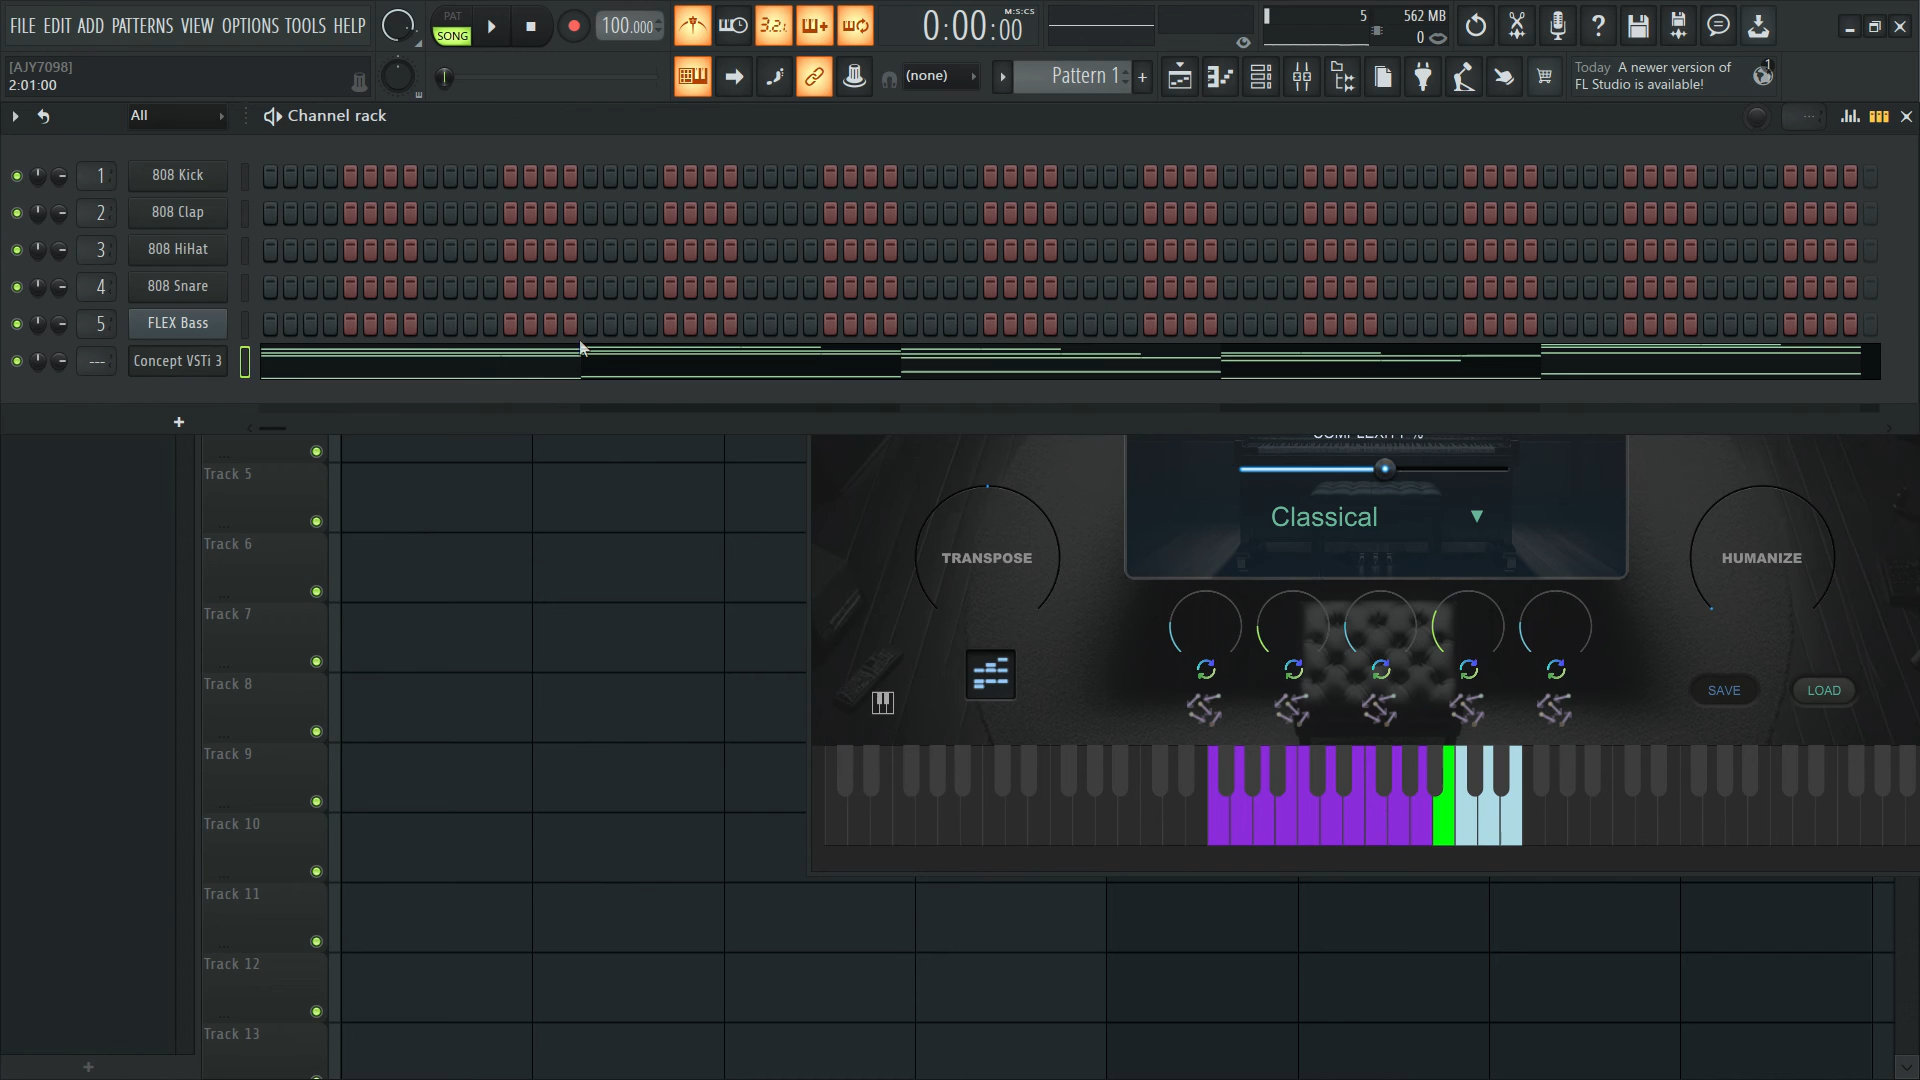 FILE EDIT ADD PATTERNS VIEW OPTIONS TOOLS HELP
PAT
SONG
100.000
3.2.
0:00:00
M:S:CS
5
562 MB
0
[AJY7098]
2:01:00
(none)
Pattern 1
+
Today A newer version of
FL Studio is available!
1
All
Channel rack
1 808 Kick
2 808 Clap
3 808 HiHat
4 808 Snare
5 FLEX Bass
--- Concept VSTi 3
+
Track 5
Track 6
Track 7
Track 8
Track 9
Track 10
Track 11
Track 12
Track 13
Classical
TRANSPOSE
HUMANIZE
SAVE
LOAD